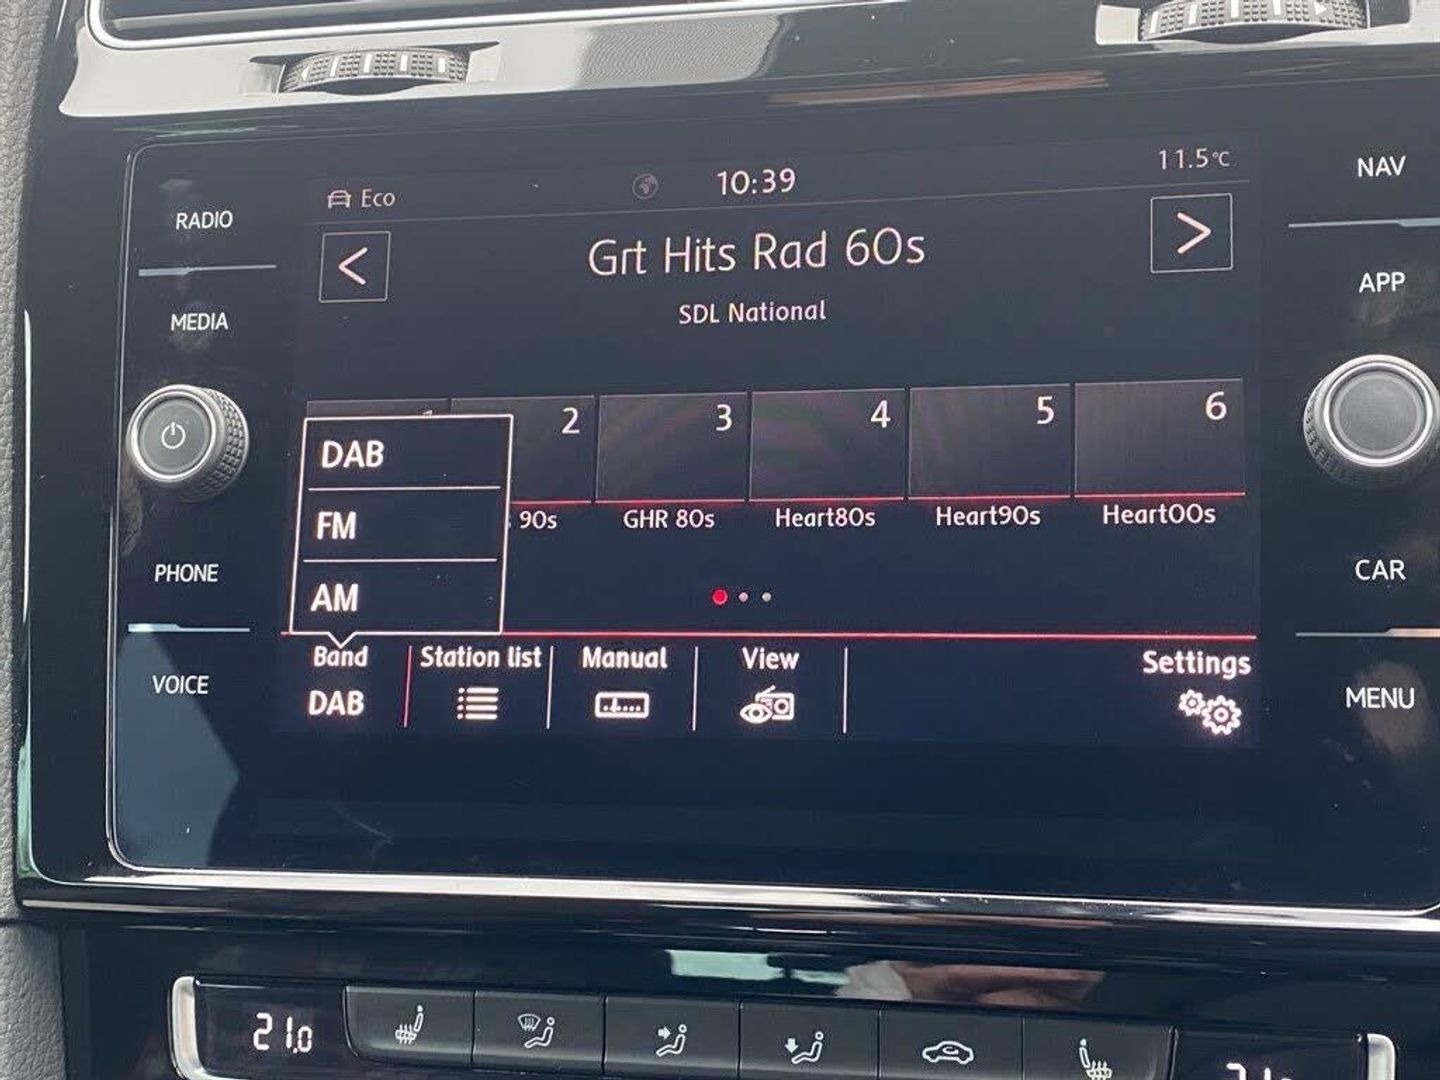 RADIO
MEDIA
PHONE
VOICE
Eco
10:39
11.5°C
<
Grt Hits Rad 60s
>
SDL National
2
3
4
5
6
DAB
FM
AM
90s
GHR 80s
Heart80s
Heart90s
Heart00s
Band
DAB
Station list
Manual
View
Settings
NAV
APP
CAR
MENU
21.0